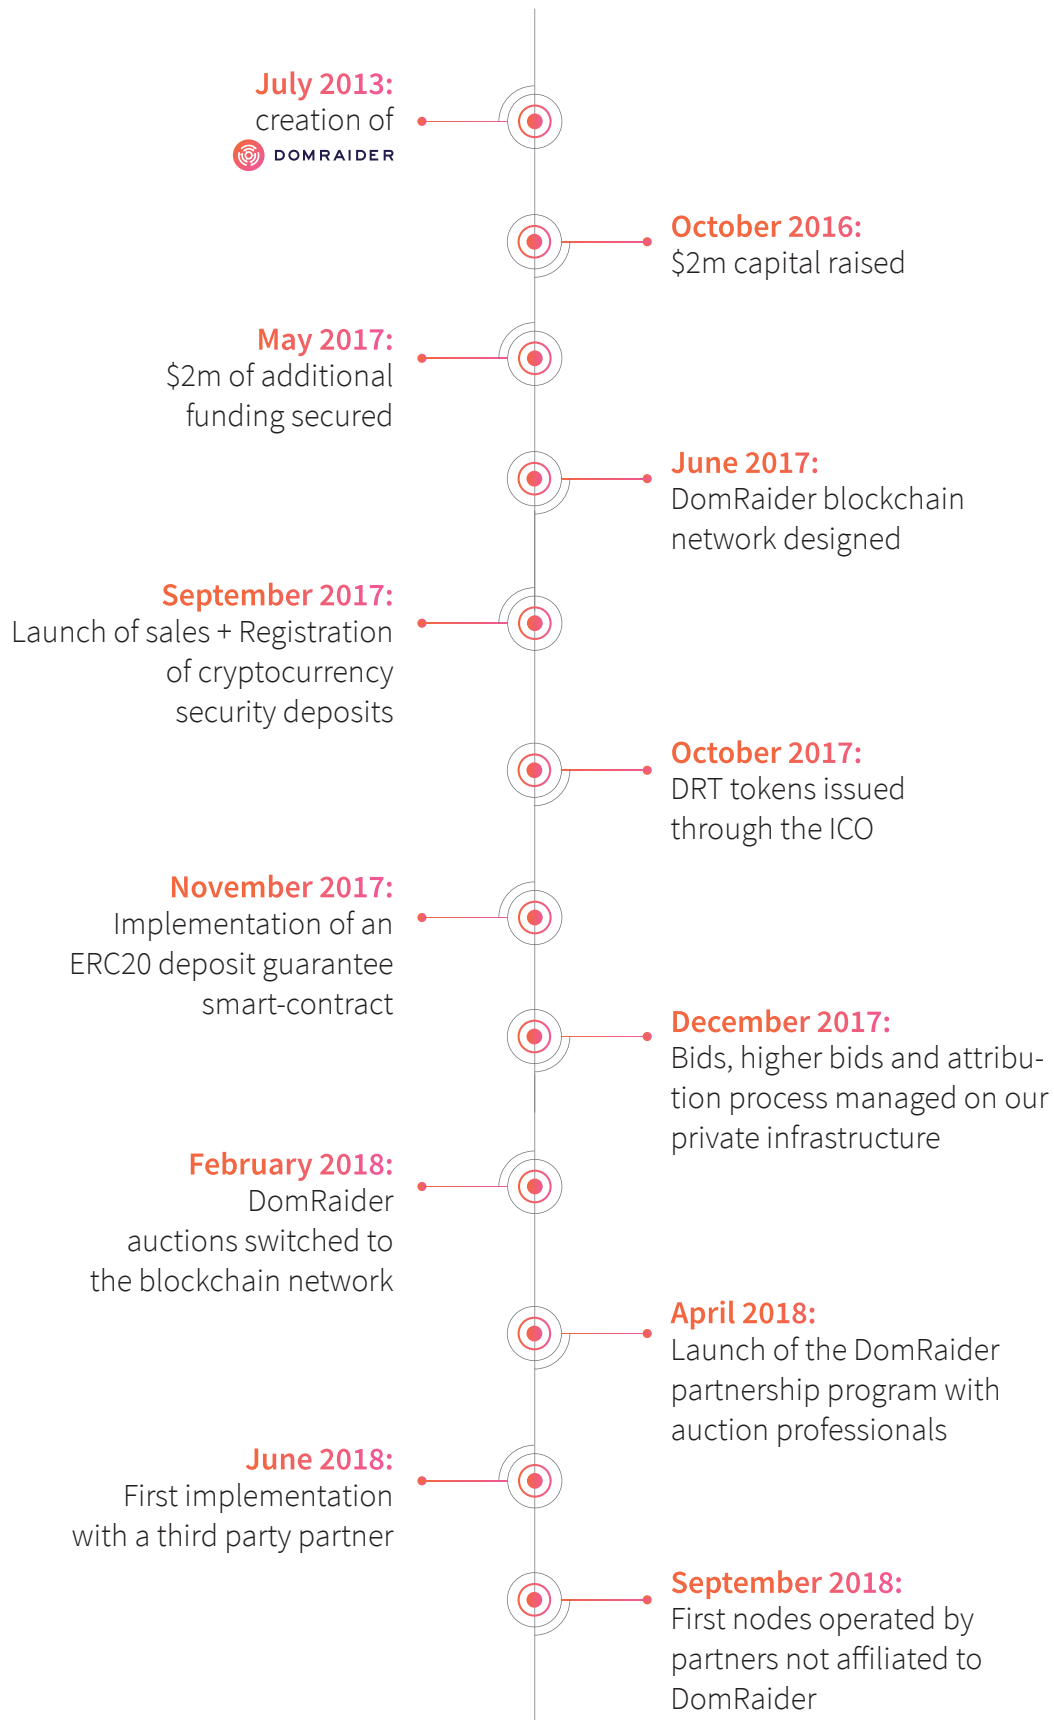 July 2013:
creation of
DOMRAIDER
October 2016:
$2m capital raised
May 2017:
$2m of additional
funding secured
June 2017:
DomRaider blockchain
network designed
September 2017:
Launch of sales + Registration
of cryptocurrency
security deposits
October 2017:
DRT tokens issued
through the ICO
November 2017:
Implementation of an
ERC20 deposit guarantee
smart-contract
December 2017:
Bids, higher bids and attribu-
tion process managed on our
private infrastructure
February 2018:
DomRaider
auctions switched to
the blockchain network
April 2018:
Launch of the DomRaider
partnership program with
auction professionals
June 2018:
First implementation
with a third party partner
September 2018:
First nodes operated by
partners not affiliated to
DomRaider